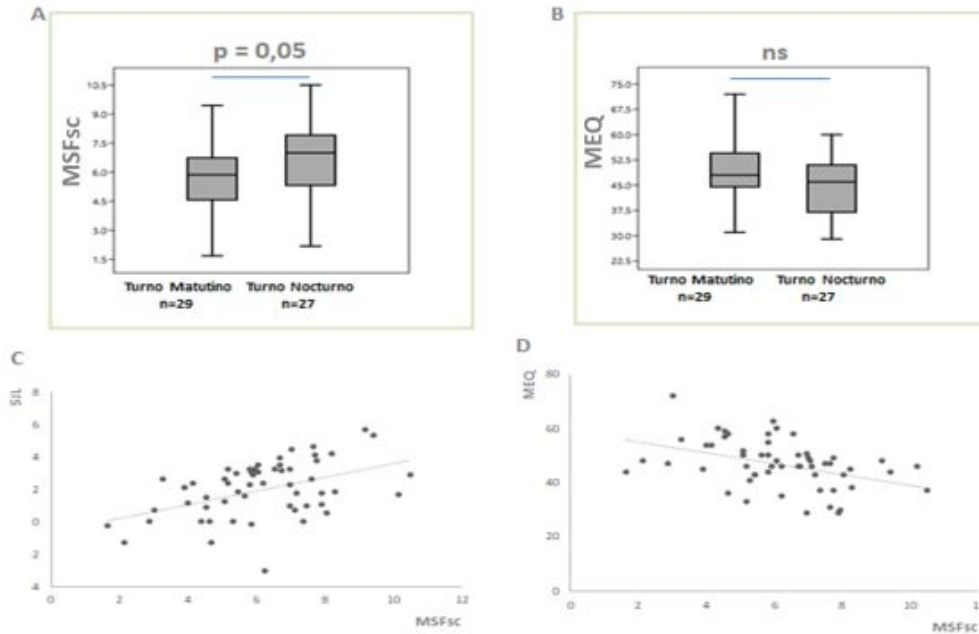 A
p = 0,05
MSFsc
10.5
9.0
7.5
6.0
4.5
3.0
1.5
Turno Matutino
n=29
Turno Nocturno
n=27
B
ns
MEQ
75.0
67.5
60.0
52.5
45.0
37.5
30.0
22.5
Turno Matutino
n=29
Turno Nocturno
n=27
C
SJL
8
6
4
2
0
2
4
0 2 4 6 8 10 12
MSFsc
D
MEQ
80
60
40
20
0
0 2 4 6 8 10 12
MSFsc